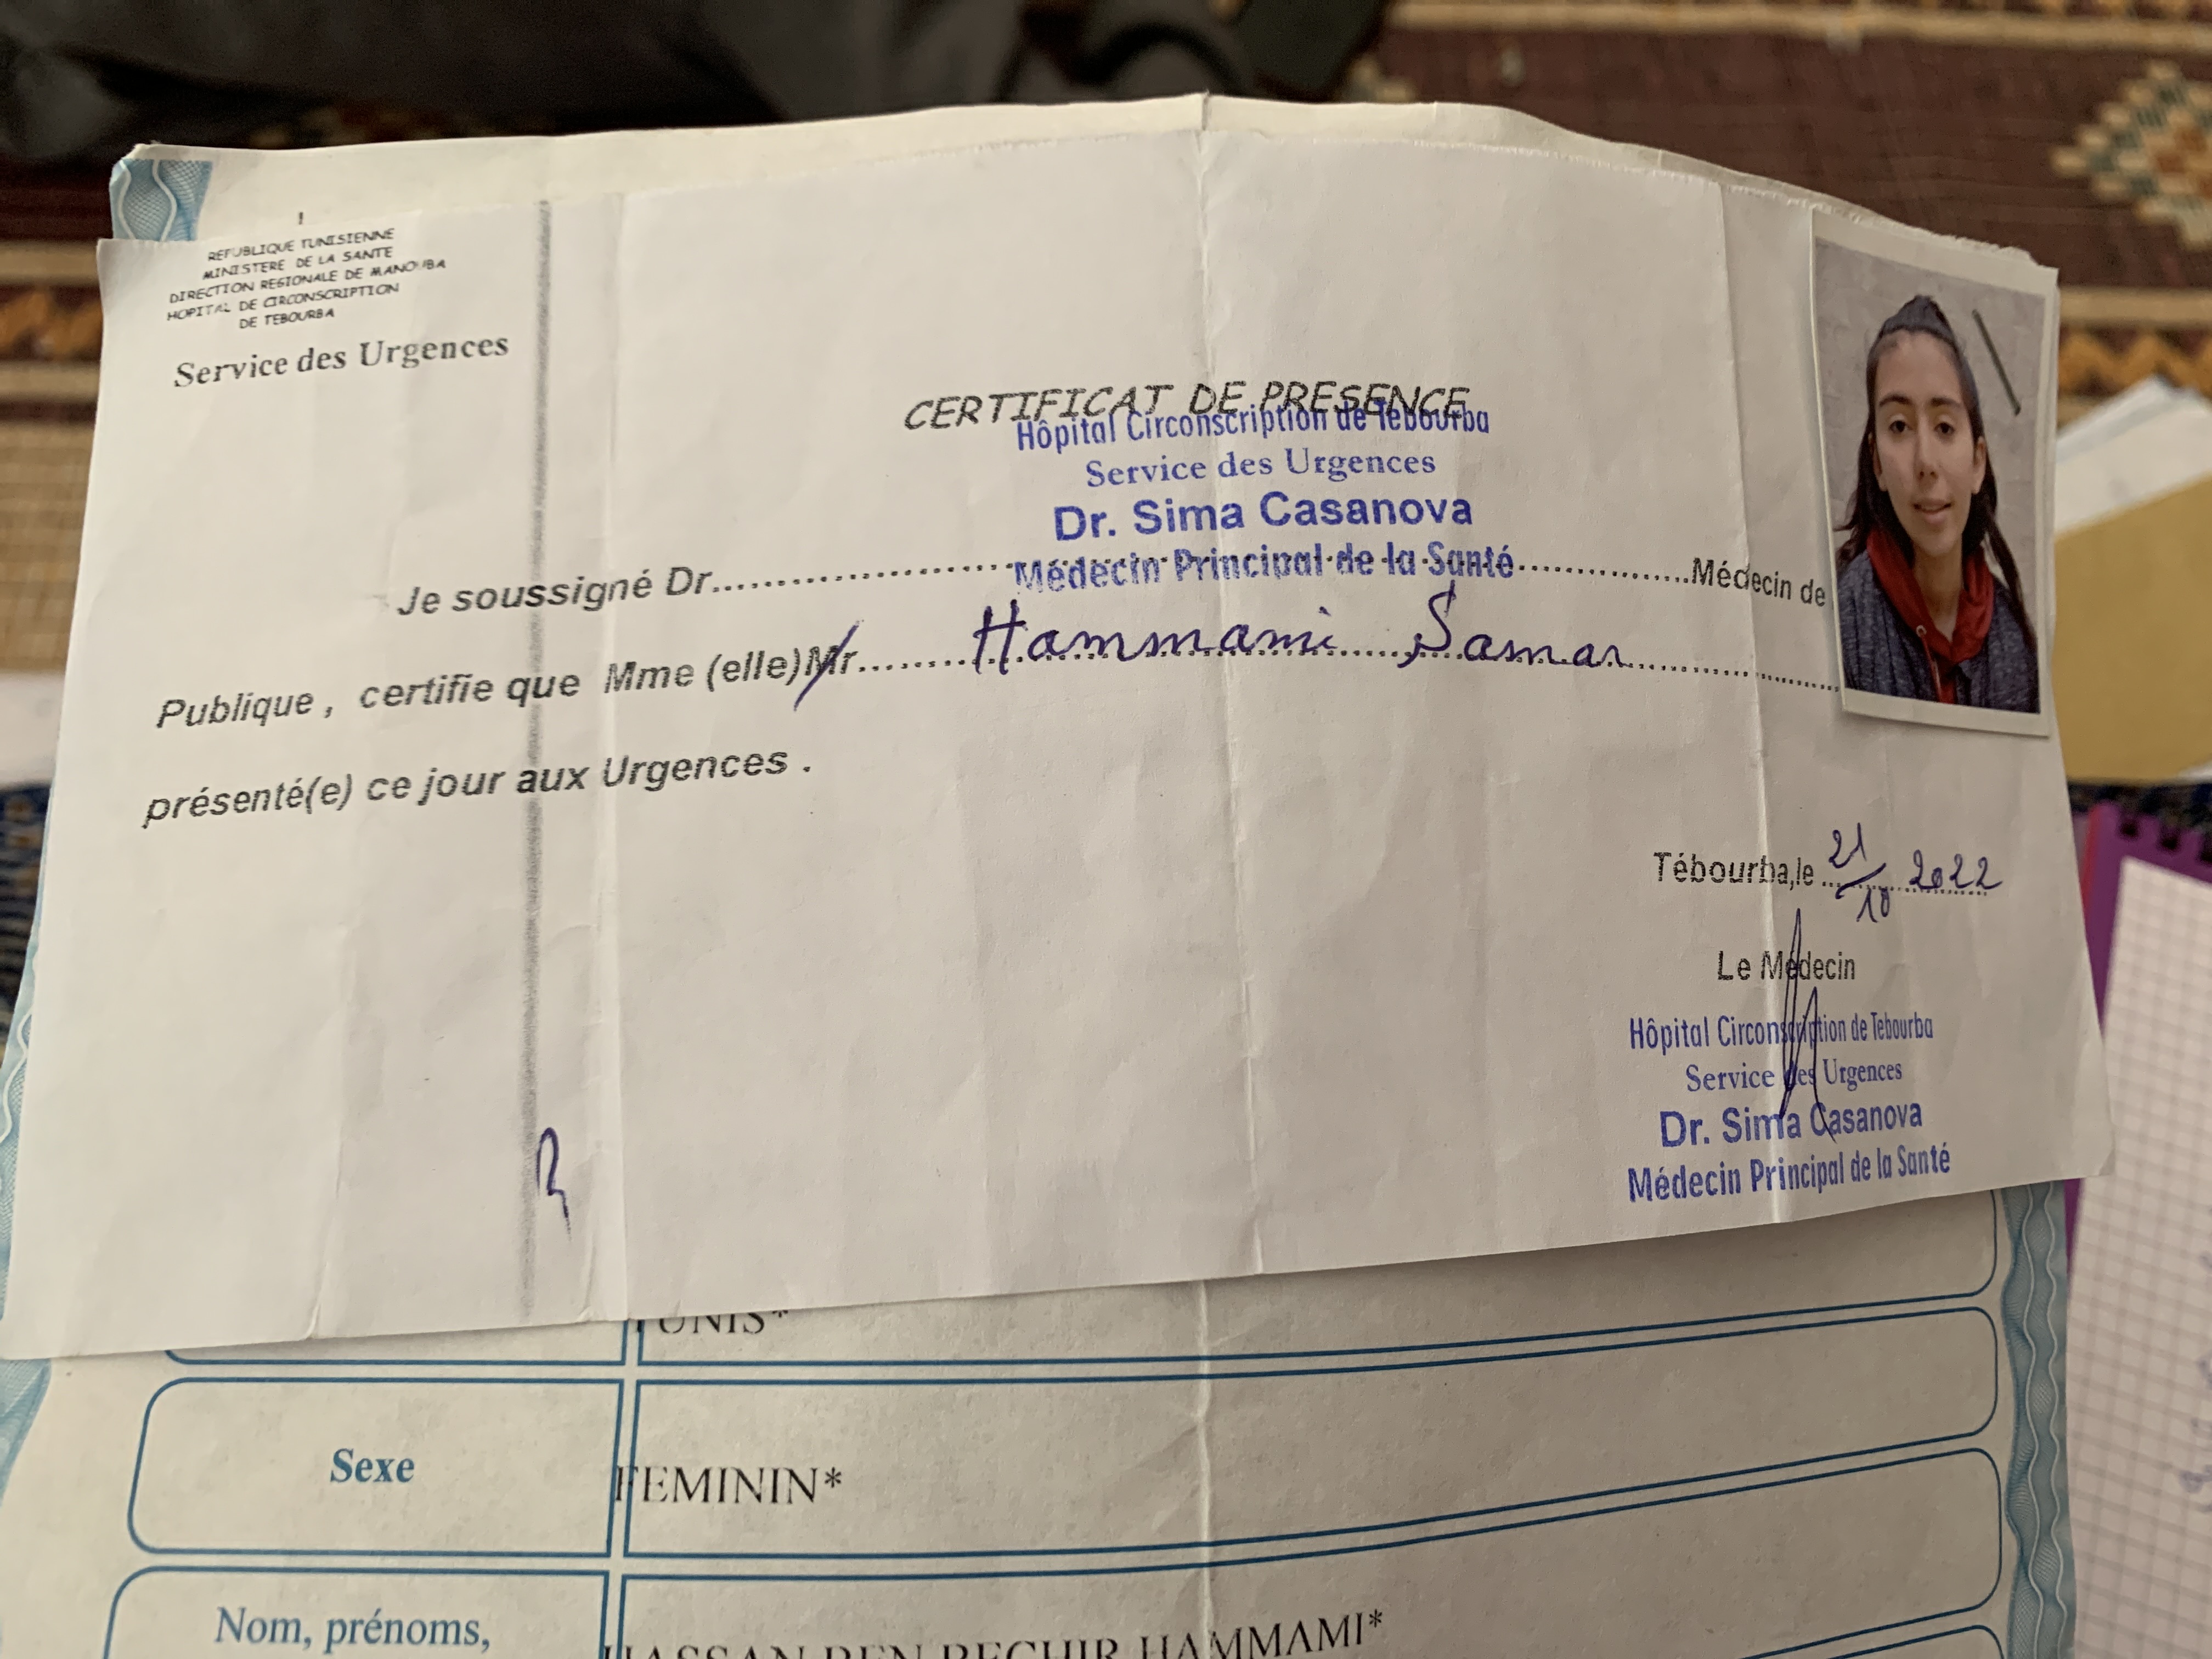 REPUBLIQUE TUNISIENNE
MINISTERE DE LA SANTE
DIRECTION REGIONALE DE MANOUBA
HOPITAL DE CIRCONSCRIPTION
DE TEBOURBA
Service des Urgences
CERTIFICAT DE PRESENCE
Hôpital Circonscription de Tebourba
Service des Urgences
Dr. Sima Casanova
Médecin Principal de la Santé
Je soussigné Dr.............................................Médecin de
Publique , certifie que Mme (elle)Mr......... Hammami Samar
présenté(e) ce jour aux Urgences .
Tébourba,le 21/10 2022
Le Médecin
Hôpital Circonscription de Tebourba
Service des Urgences
Dr. Sima Casanova
Médecin Principal de la Santé
TUNIS*
Sexe
FEMININ*
Nom, prénoms,
HASSAN BEN BECHIR HAMMAMI*